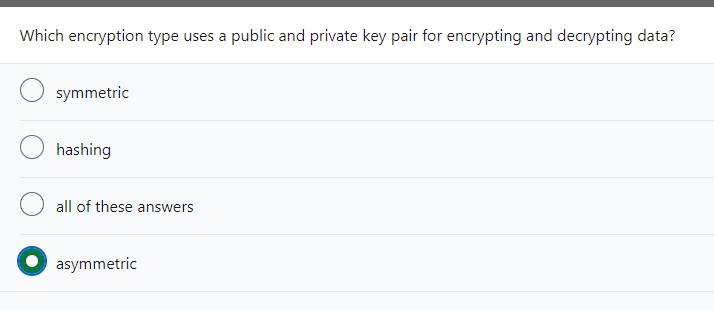 Which encryption type uses a public and private key pair for encrypting and decrypting data?
symmetric
hashing
all of these answers
asymmetric